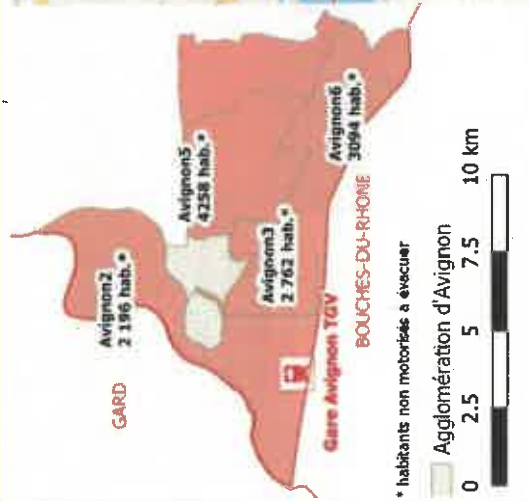 GARD
Avignon2
2 196 hab.*
Avignon5
4258 hab.*
Avignon3
2 762 hab.*
Avignon6
3094 hab.*
Gare Avignon TGV
BOUCHES-DU-RHONE
* habitants non motorisés à évacuer
Agglomération d'Avignon
0 2.5 5 7.5 10 km